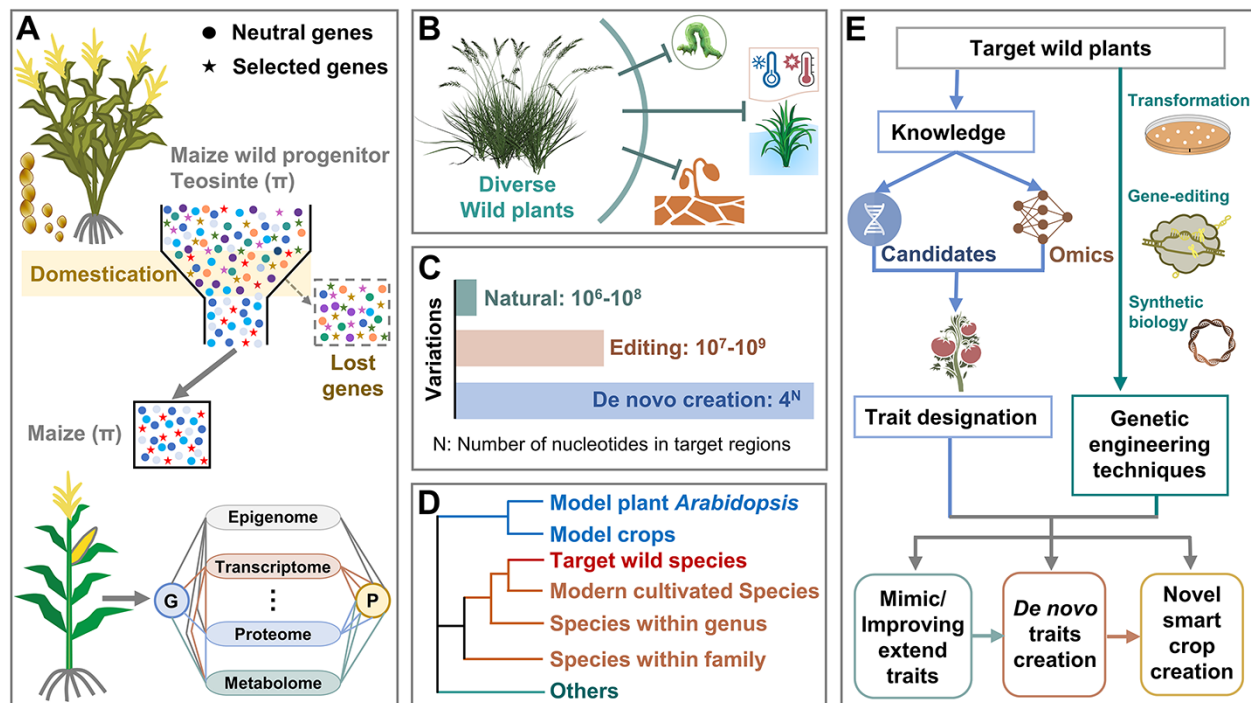 A
Neutral genes
Selected genes
Maize wild progenitor
Teosinte (π)
Domestication
Lost
genes
Maize (π)
Epigenome
Transcriptome
G
P
Proteome
Metabolome
B
Diverse
Wild plants
C
Variations
Natural: 10⁶-10⁸
Editing: 10⁷-10⁹
De novo creation: 4ᴺ
N: Number of nucleotides in target regions
D
Model plant Arabidopsis
Model crops
Target wild species
Modern cultivated Species
Species within genus
Species within family
Others
E
Target wild plants
Transformation
Knowledge
Gene-editing
Candidates
Omics
Synthetic
biology
Trait designation
Genetic
engineering
techniques
Mimic/
Improving
extend
traits
De novo
traits
creation
Novel
smart
crop
creation